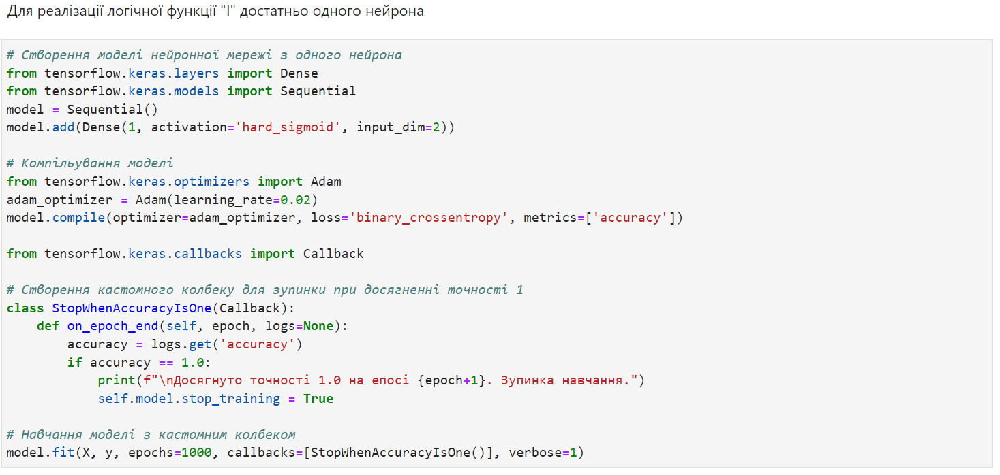 Для реалізації логічної функції "І" достатньо одного нейрона
# Створення моделі нейронної мережі з одного нейрона
from tensorflow.keras.layers import Dense
from tensorflow.keras.models import Sequential
model = Sequential()
model.add(Dense(1, activation='hard_sigmoid', input_dim=2))
# Компільування моделі
from tensorflow.keras.optimizers import Adam
adam_optimizer = Adam(learning_rate=0.02)
model.compile(optimizer=adam_optimizer, loss='binary_crossentropy', metrics=['accuracy'])
from tensorflow.keras.callbacks import Callback
# Створення кастомного колбеку для зупинки при досягненні точності 1
class StopWhenAccuracyIsOne(Callback):
    def on_epoch_end(self, epoch, logs=None):
        accuracy = logs.get('accuracy')
        if accuracy == 1.0:
            print(f"\nДосягнуто точності 1.0 на епосі {epoch+1}. Зупинка навчання.")
            self.model.stop_training = True
# Навчання моделі з кастомним колбеком
model.fit(X, y, epochs=1000, callbacks=[StopWhenAccuracyIsOne()], verbose=1)